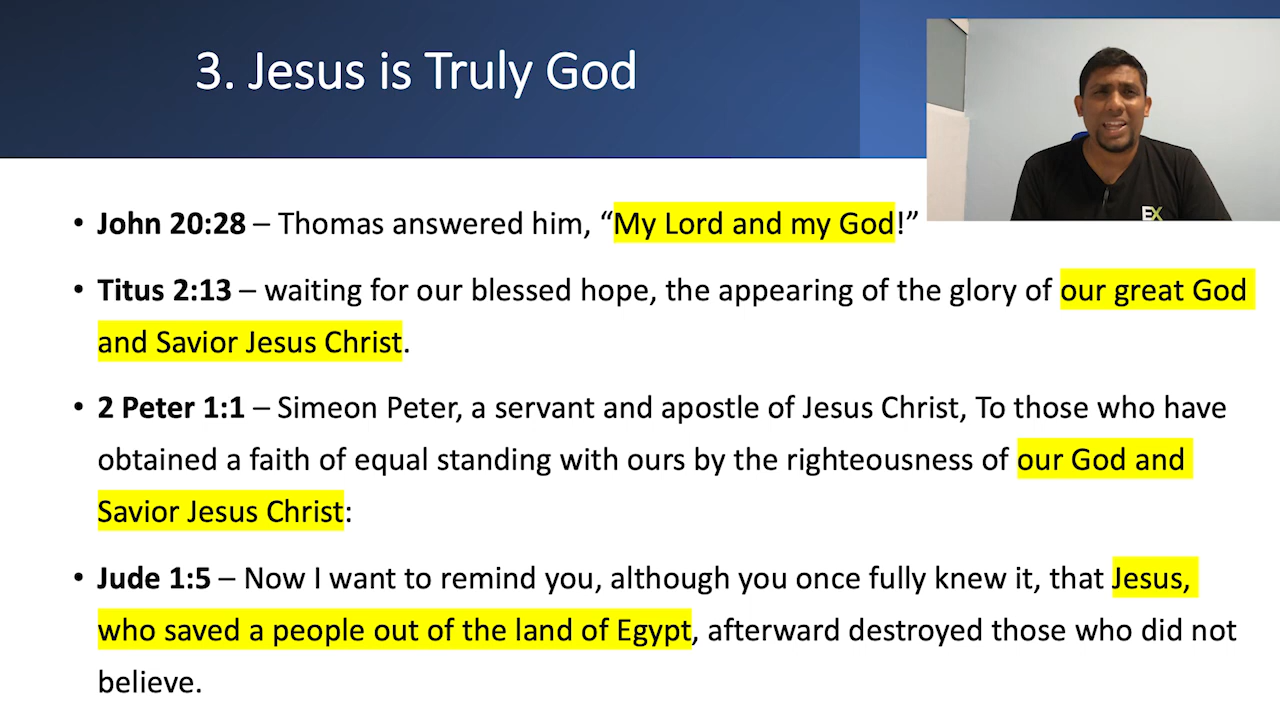 3. Jesus is Truly God
EX
• John 20:28 – Thomas answered him, “My Lord and my God!”
• Titus 2:13 – waiting for our blessed hope, the appearing of the glory of our great God
and Savior Jesus Christ.
• 2 Peter 1:1 – Simeon Peter, a servant and apostle of Jesus Christ, To those who have
obtained a faith of equal standing with ours by the righteousness of our God and
Savior Jesus Christ:
• Jude 1:5 – Now I want to remind you, although you once fully knew it, that Jesus,
who saved a people out of the land of Egypt, afterward destroyed those who did not
believe.